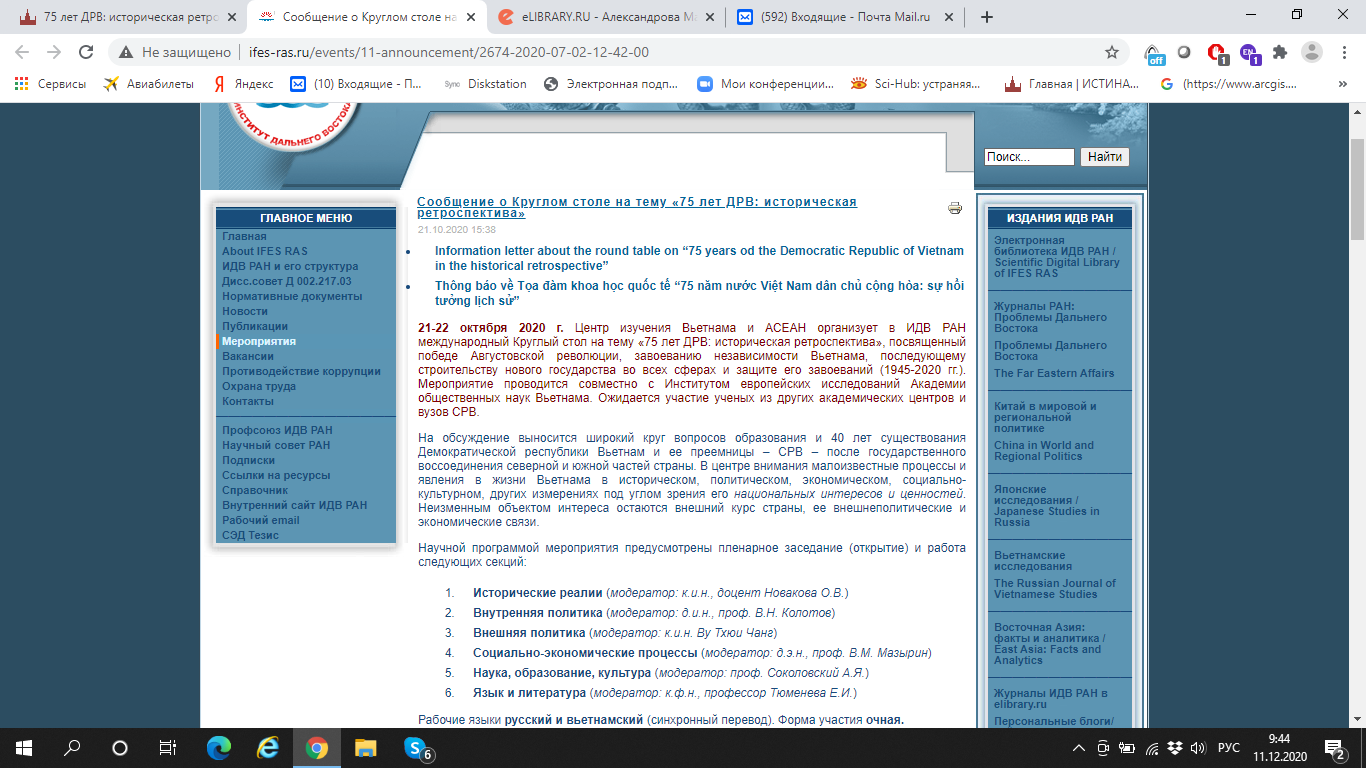 75 лет ДРВ: историческая ретро
Сообщение о Круглом столе на
eLIBRARY.RU - Александрова Ма
(592) Входящие - Почта Mail.ru
Не защищено
ifes-ras.ru/events/11-announcement/2674-2020-07-02-12-42-00
off
1
EN
1
Сервисы
Авиабилеты
Яндекс
(10) Входящие - П...
Sync
Diskstation
Электронная подп...
Мои конференции...
Sci-Hub: устраняя...
Главная | ИСТИНА...
(https://www.arcgis....
»
ИНСТИТУТ ДАЛЬНЕГО ВОСТОКА
Поиск...
Найти
ГЛАВНОЕ МЕНЮ
Главная
About IFES RAS
ИДВ РАН и его структура
Дисс.совет Д 002.217.03
Нормативные документы
Новости
Публикации
Мероприятия
Вакансии
Противодействие коррупции
Охрана труда
Контакты
Профсоюз ИДВ РАН
Научный совет РАН
Подписки
Ссылки на ресурсы
Справочник
Внутренний сайт ИДВ РАН
Рабочий email
СЭД Тезис
Сообщение о Круглом столе на тему «75 лет ДРВ: историческая
ретроспектива»
21.10.2020 15:38
Information letter about the round table on “75 years od the Democratic Republic of Vietnam
in the historical retrospective”
Thông báo về Tọa đàm khoa học quốc tế “75 năm nước Việt Nam dân chủ cộng hòa: sự hồi
tưởng lịch sử”
21-22 октября 2020 г. Центр изучения Вьетнама и АСЕАН организует в ИДВ РАН
международный Круглый стол на тему «75 лет ДРВ: историческая ретроспектива», посвященный
победе Августовской революции, завоеванию независимости Вьетнама, последующему
строительству нового государства во всех сферах и защите его завоеваний (1945-2020 гг.).
Мероприятие проводится совместно с Институтом европейских исследований Академии
общественных наук Вьетнама. Ожидается участие ученых из других академических центров и
вузов СРВ.
На обсуждение выносится широкий круг вопросов образования и 40 лет существования
Демократической республики Вьетнам и ее преемницы – СРВ – после государственного
воссоединения северной и южной частей страны. В центре внимания малоизвестные процессы и
явления в жизни Вьетнама в историческом, политическом, экономическом, социально-
культурном, других измерениях под углом зрения его национальных интересов и ценностей.
Неизменным объектом интереса остаются внешний курс страны, ее внешнеполитические и
экономические связи.
Научной программой мероприятия предусмотрены пленарное заседание (открытие) и работа
следующих секций:
1. Исторические реалии (модератор: к.и.н., доцент Новакова О.В.)
2. Внутренняя политика (модератор: д.и.н., проф. В.Н. Колотов)
3. Внешняя политика (модератор: к.и.н. Ву Тхюи Чанг)
4. Социально-экономические процессы (модератор: д.э.н., проф. В.М. Мазырин)
5. Наука, образование, культура (модератор: проф. Соколовский А.Я.)
6. Язык и литература (модератор: к.ф.н., профессор Тюменева Е.И.)
Рабочие языки русский и вьетнамский (синхронный перевод). Форма участия очная.
ИЗДАНИЯ ИДВ РАН
Электронная
библиотека ИДВ РАН /
Scientific Digital Library
of IFES RAS
Журналы РАН:
Проблемы Дальнего
Востока
Проблемы Дальнего
Востока
The Far Eastern Affairs
Китай в мировой и
региональной
политике
China in World and
Regional Politics
Японские
исследования /
Japanese Studies in
Russia
Вьетнамские
исследования
The Russian Journal of
Vietnamese Studies
Восточная Азия:
факты и аналитика /
East Asia: Facts and
Analytics
Журналы ИДВ РАН в
elibrary.ru
Персональные блоги/
6
РУС
9:44
11.12.2020
2